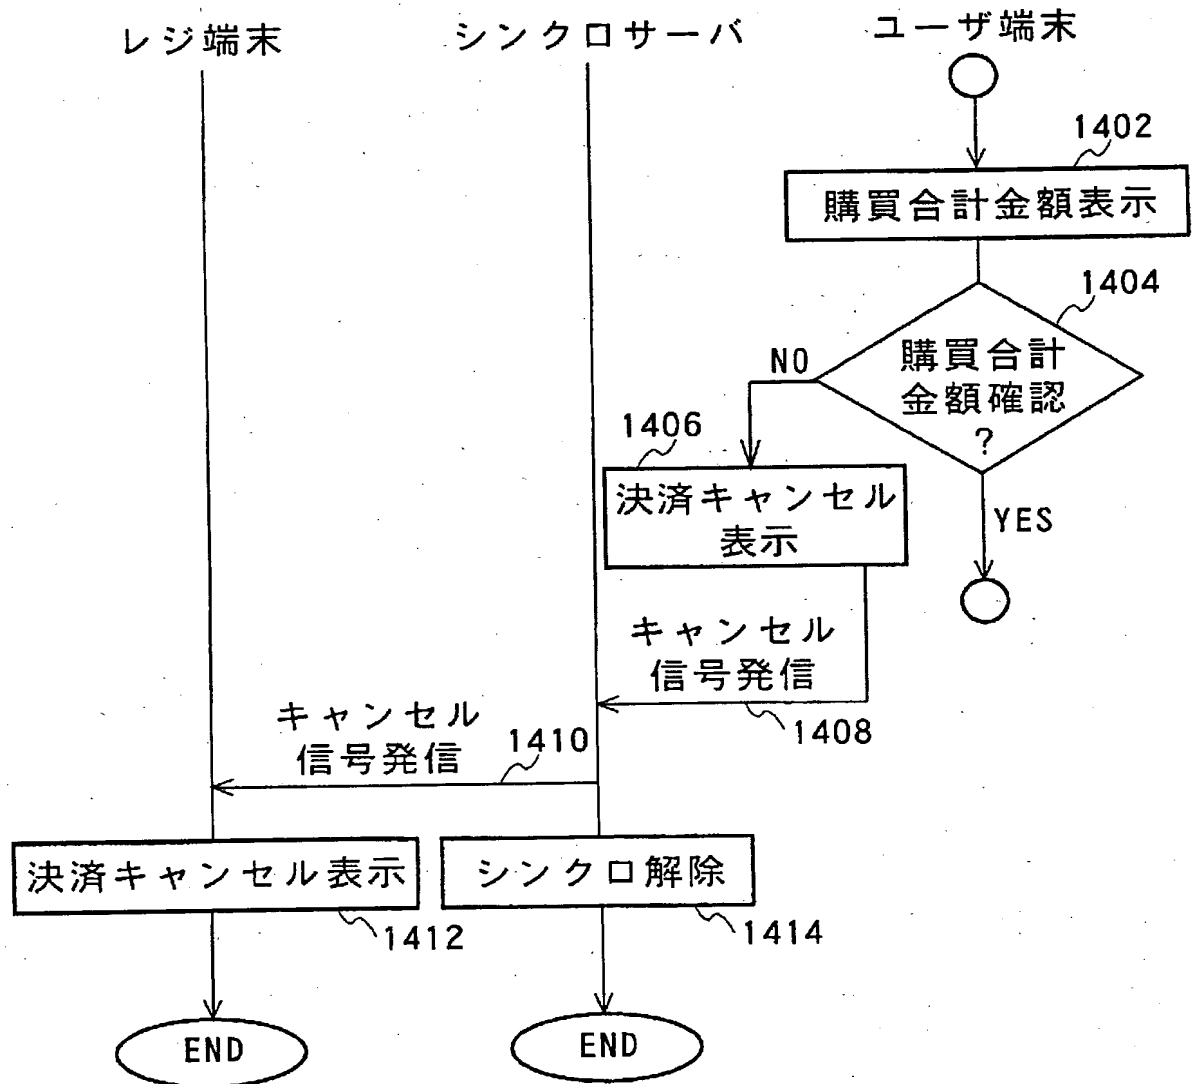 レジ端末
シンクロサーバ
ユーザ端末
1402
購買合計金額表示
1404
購買合計
金額確認
?
NO
YES
1406
決済キャンセル
表示
キャンセル
信号発信
1408
キャンセル
信号発信
1410
決済キャンセル表示
1412
シンクロ解除
1414
END
END